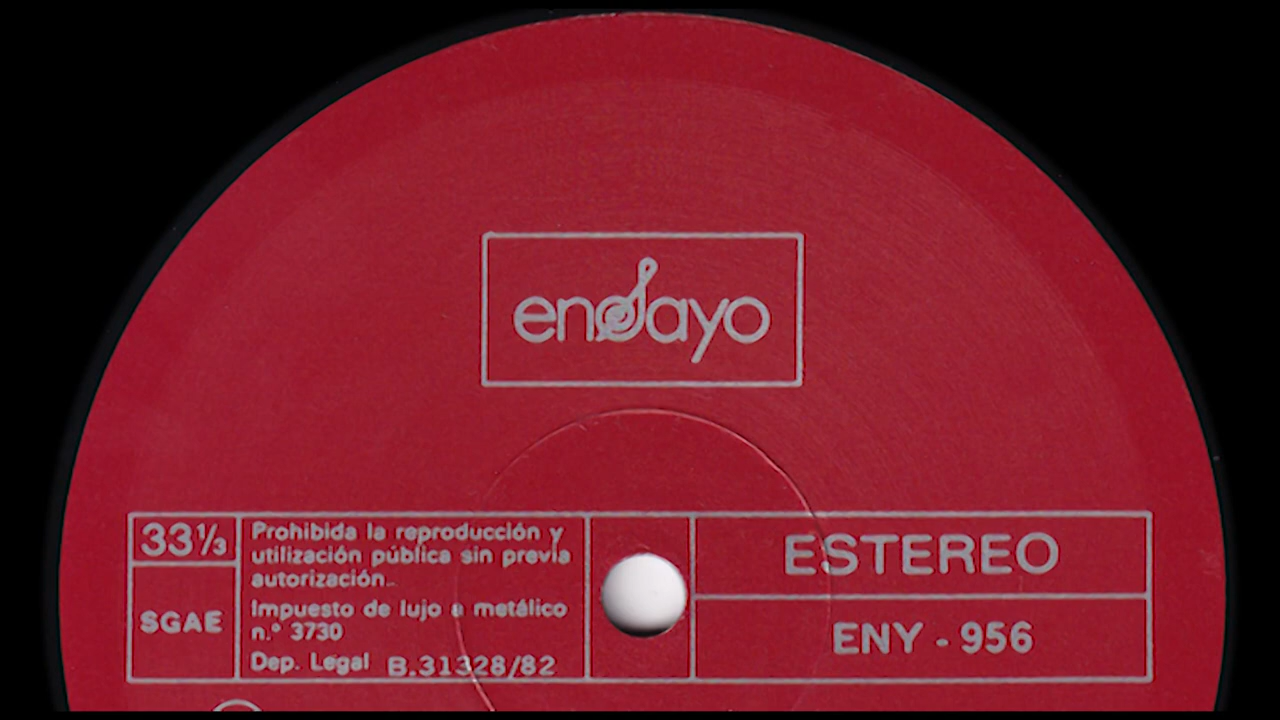 ensayo
33⅓
SGAE
Prohibida la reproducción y
utilización pública sin previa
autorización.
Impuesto de lujo a metálico
n.º 3730
Dep. Legal B.31328/82
ESTEREO
ENY - 956